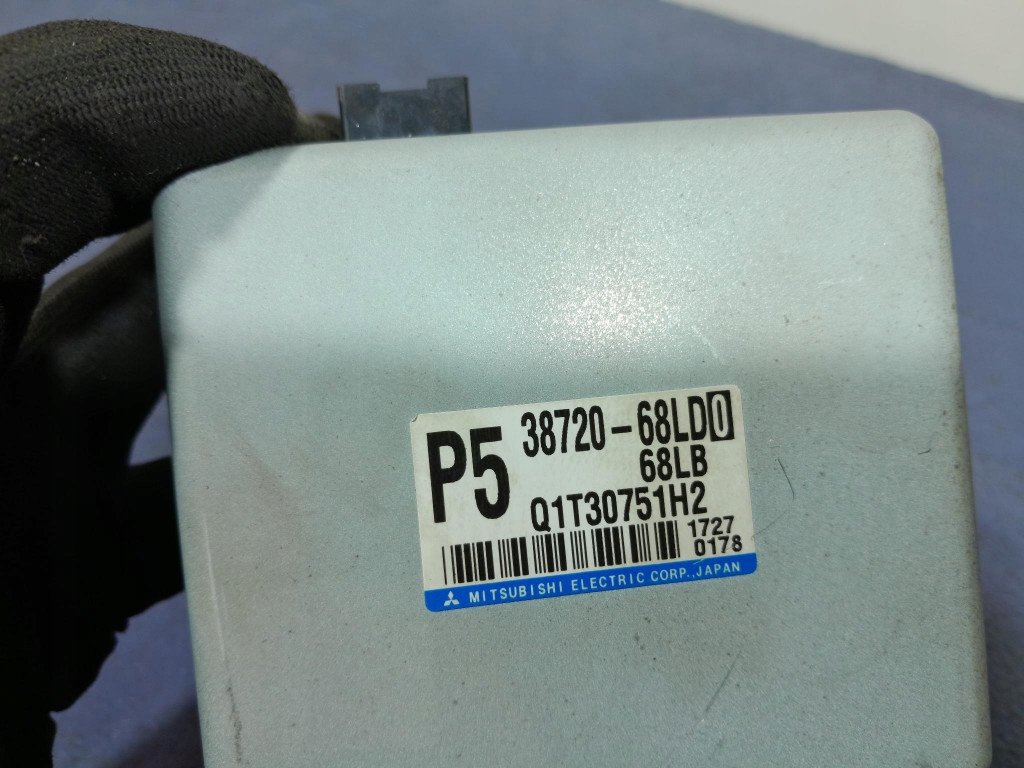 P5
38720-68LD0
68LB
Q1T30751H2
1727
0178
MITSUBISHI ELECTRIC CORP.,JAPAN